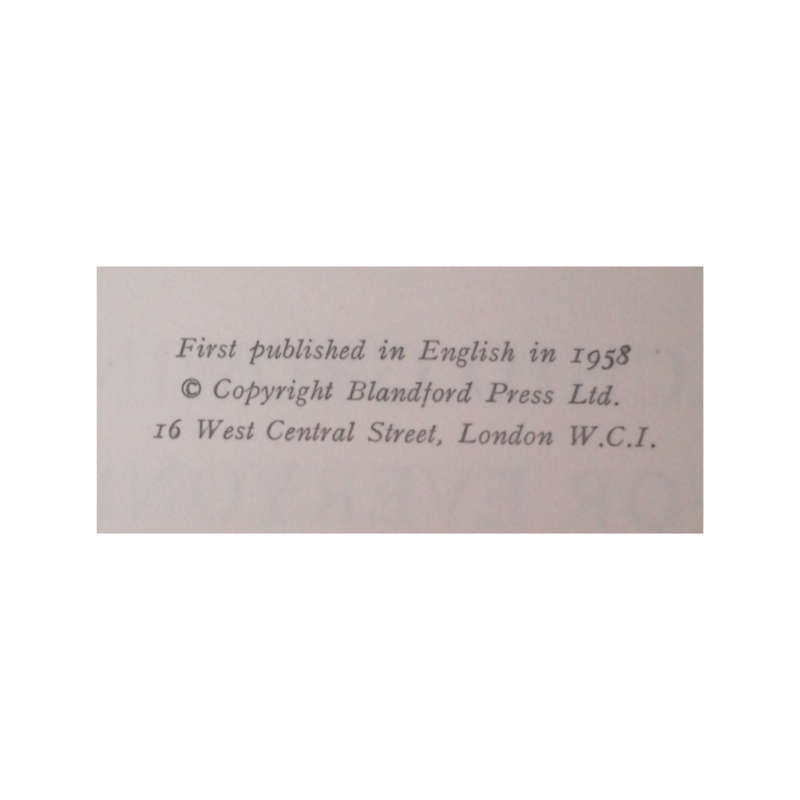 First published in English in 1958
© Copyright Blandford Press Ltd.
16 West Central Street, London W.C.I.